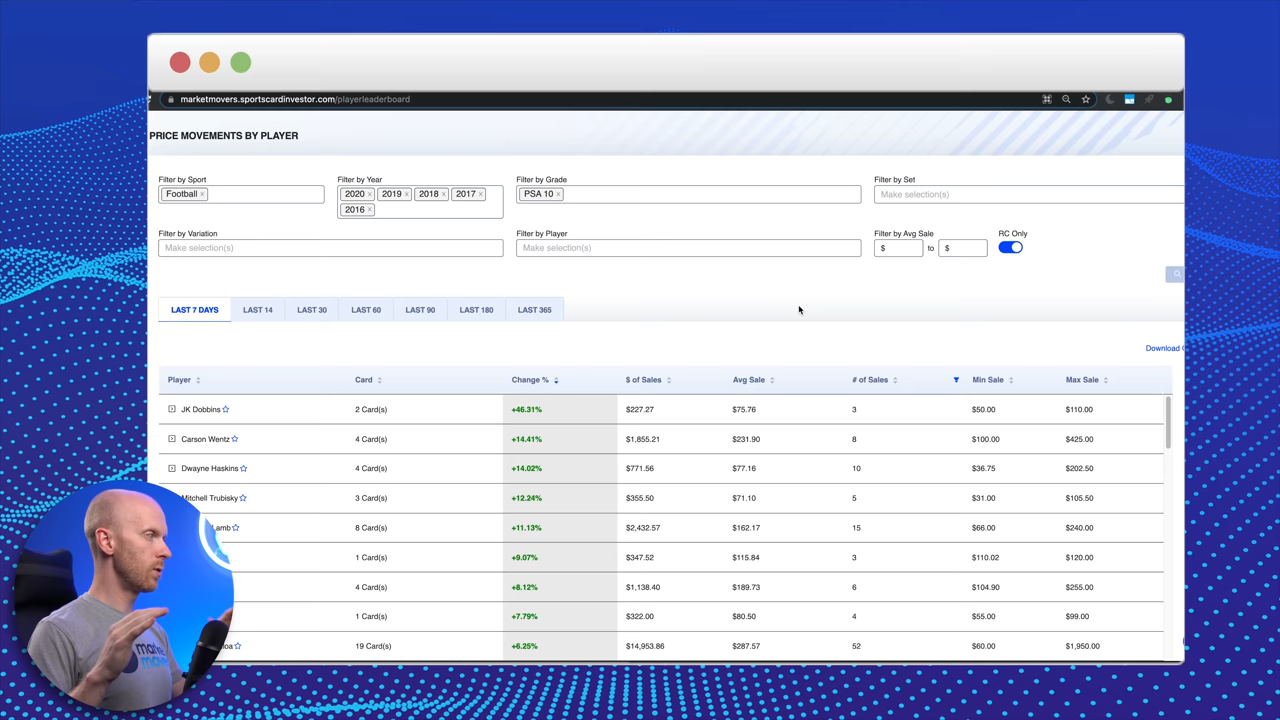 marketmovers.sportscardinvestor.com/playerleaderboard
PRICE MOVEMENTS BY PLAYER
Filter by Sport Filter by Year Filter by Grade Filter by Set
Football × 2020 × 2019 × 2018 × 2017 × PSA 10 × Make selection(s)
2016 ×
Filter by Variation Filter by Player Filter by Avg Sale RC Only
Make selection(s) Make selection(s) $ to $
LAST 7 DAYS LAST 14 LAST 30 LAST 60 LAST 90 LAST 180 LAST 365
Download
Player Card Change % $ of Sales Avg Sale # of Sales Min Sale Max Sale
JK Dobbins 2 Card(s) +46.31% $227.27 $75.76 3 $50.00 $110.00
Carson Wentz 4 Card(s) +14.41% $1,855.21 $231.90 8 $100.00 $425.00
Dwayne Haskins 4 Card(s) +14.02% $771.56 $77.16 10 $36.75 $202.50
Mitchell Trubisky 3 Card(s) +12.24% $355.50 $71.10 5 $31.00 $105.50
Lamb 8 Card(s) +11.13% $2,432.57 $162.17 15 $66.00 $240.00
1 Card(s) +9.07% $347.52 $115.84 3 $110.02 $120.00
4 Card(s) +8.12% $1,138.40 $189.73 6 $104.90 $255.00
1 Card(s) +7.79% $322.00 $80.50 4 $55.00 $99.00
oa 19 Card(s) +6.25% $14,953.86 $287.57 52 $60.00 $1,950.00